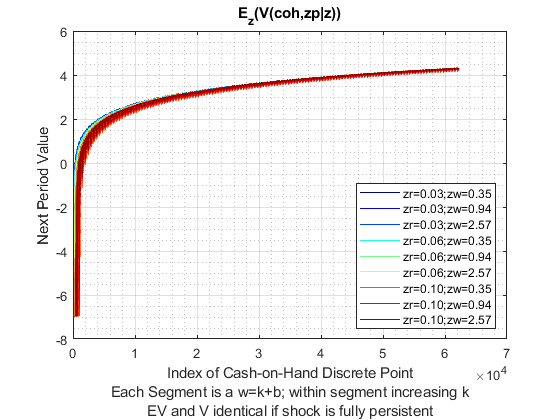 E_z(V(coh,zp|z))
6
4
2
0
-2
-4
-6
-8
Next Period Value
zr=0.03;zw=0.35
zr=0.03;zw=0.94
zr=0.03;zw=2.57
zr=0.06;zw=0.35
zr=0.06;zw=0.94
zr=0.06;zw=2.57
zr=0.10;zw=0.35
zr=0.10;zw=0.94
zr=0.10;zw=2.57
0 1 2 3 4 5 6 7
×10^4
Index of Cash-on-Hand Discrete Point
Each Segment is a w=k+b; within segment increasing k
EV and V identical if shock is fully persistent